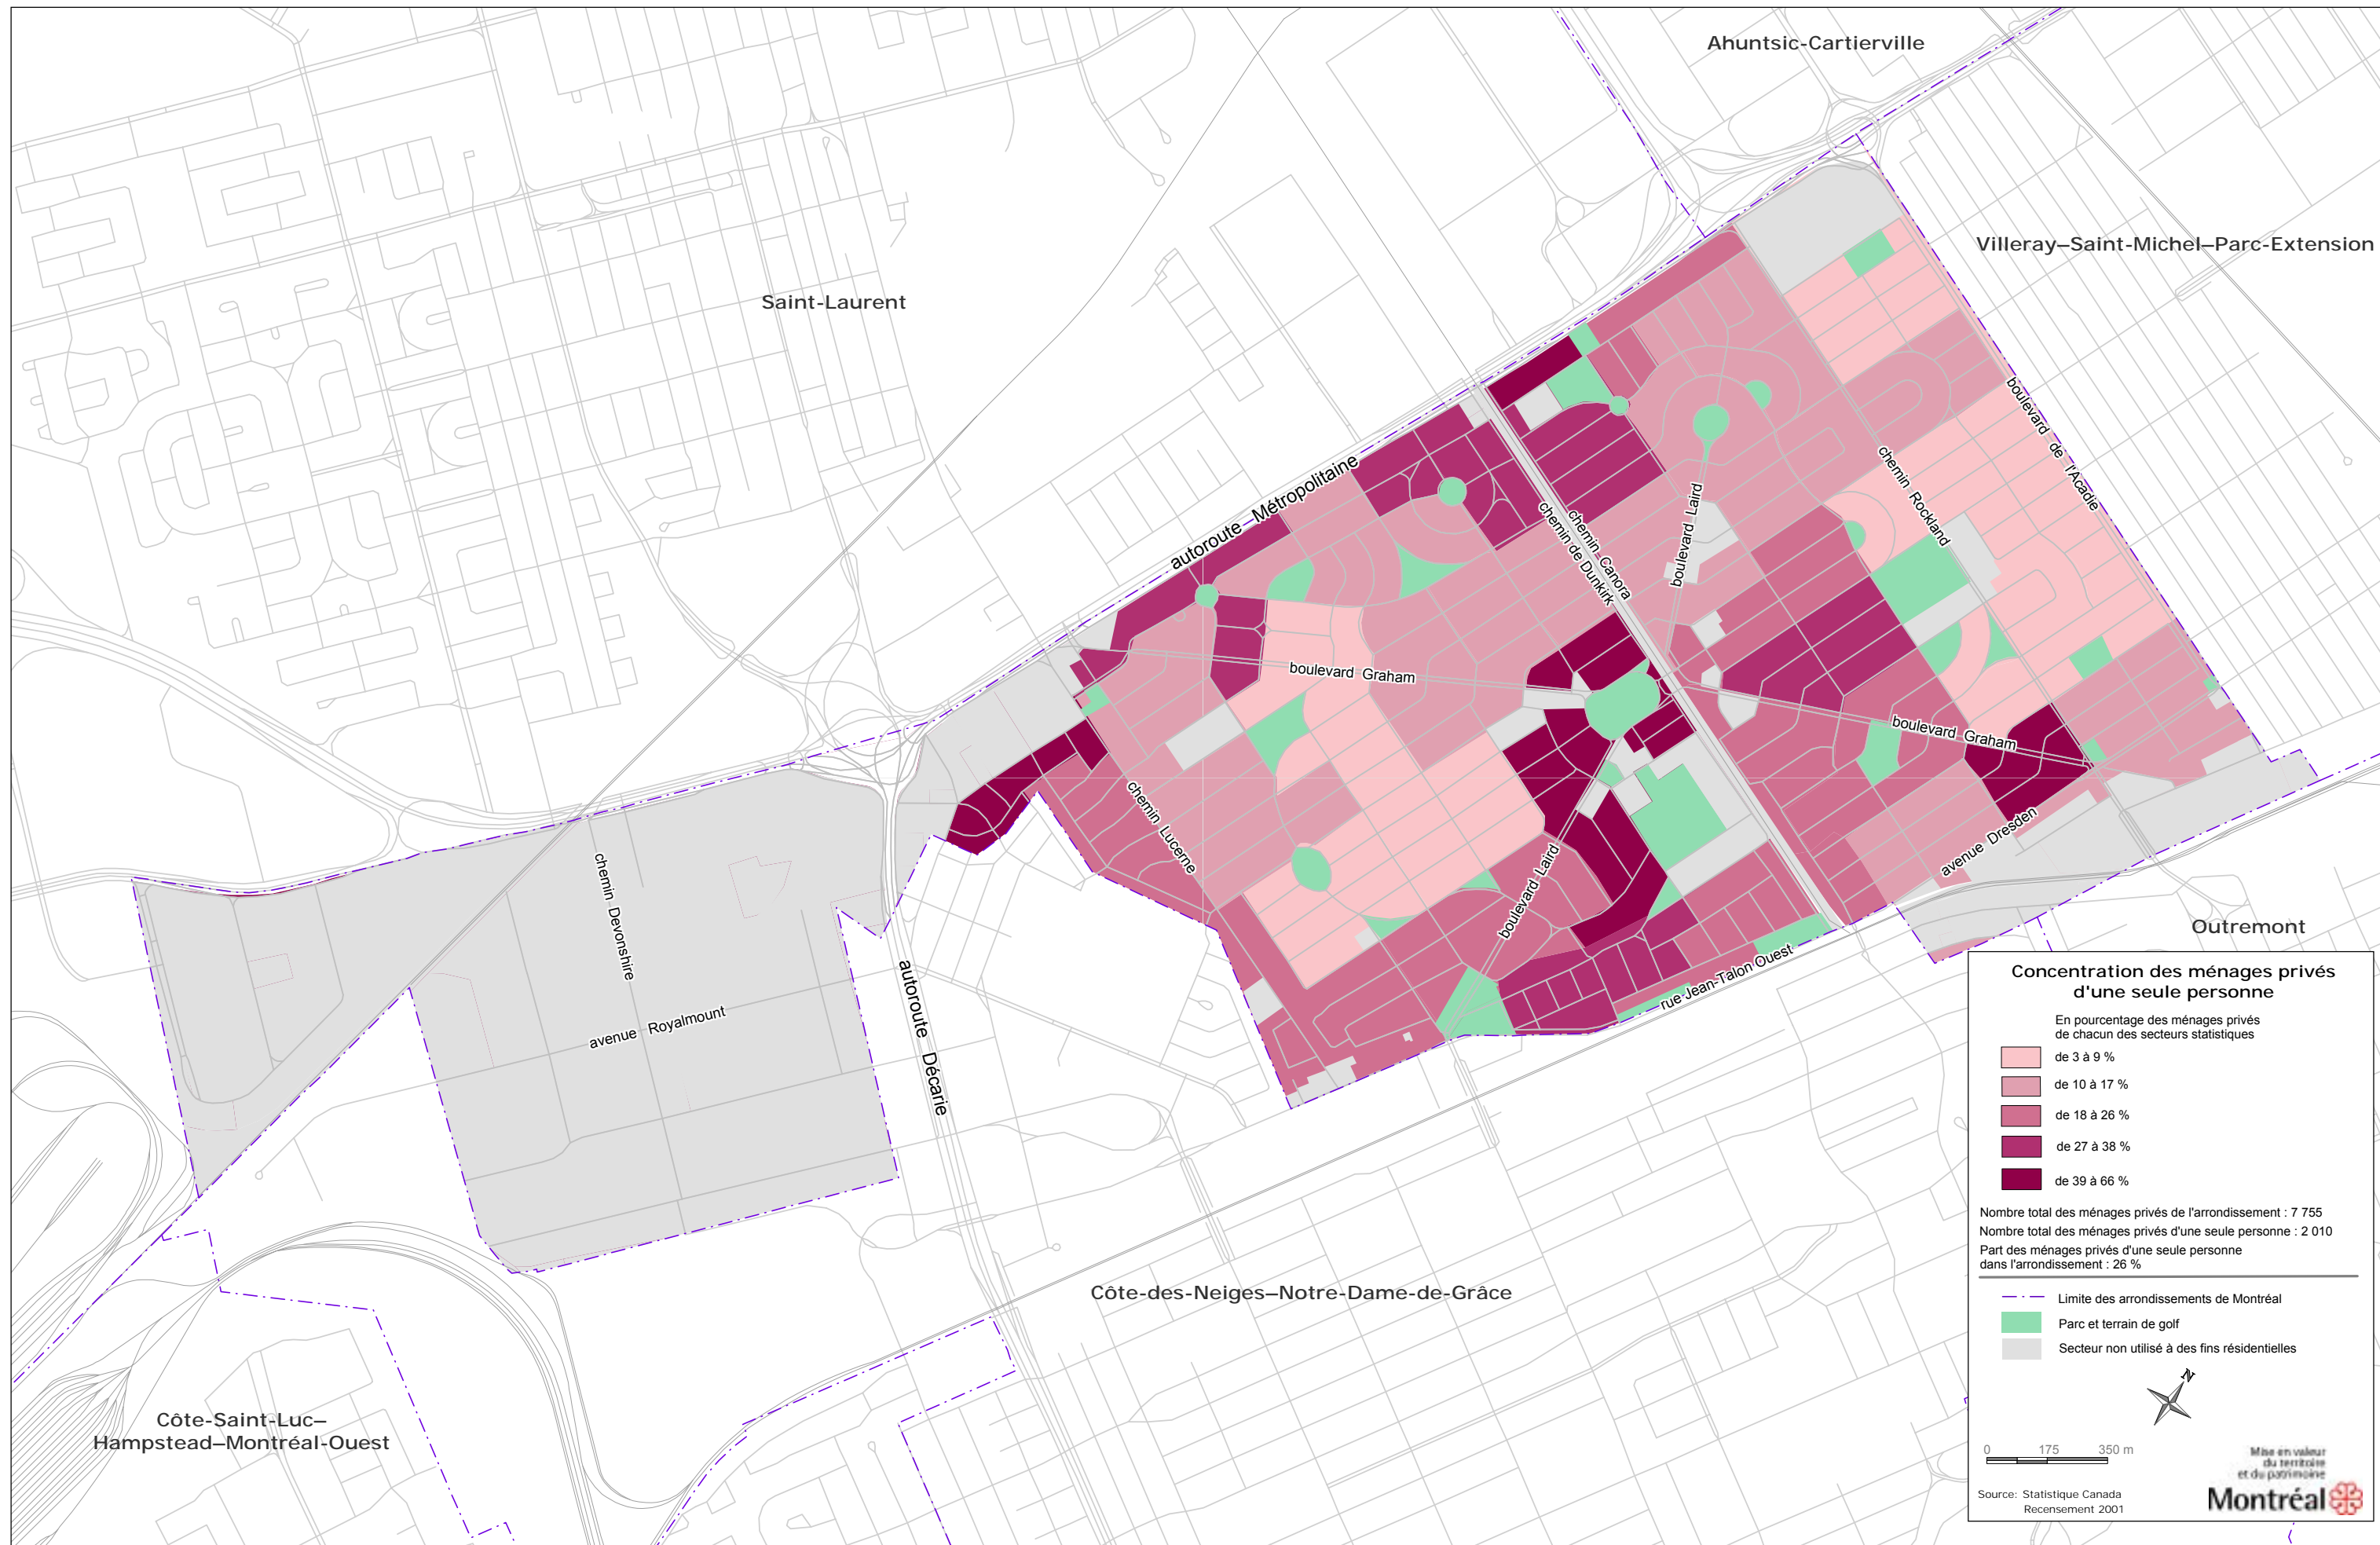 Ahuntsic-Cartierville
Villeray–Saint-Michel–Parc-Extension
Saint-Laurent
boulevard de l'Acadie
autoroute Métropolitaine
chemin Rockland
boulevard Laird
chemin Canora
chemin de Dunkirk
boulevard Graham
boulevard Graham
chemin Lucerne
avenue Dresden
boulevard Laird
chemin Devonshire
Outremont
rue Jean-Talon Ouest
avenue Royalmount
autoroute Décarie
Côte-des-Neiges–Notre-Dame-de-Grâce
Côte-Saint-Luc–
Hampstead–Montréal-Ouest
Concentration des ménages privés
d'une seule personne
En pourcentage des ménages privés
de chacun des secteurs statistiques
de 3 à 9 %
de 10 à 17 %
de 18 à 26 %
de 27 à 38 %
de 39 à 66 %
Nombre total des ménages privés de l'arrondissement : 7 755
Nombre total des ménages privés d'une seule personne : 2 010
Part des ménages privés d'une seule personne
dans l'arrondissement : 26 %
Limite des arrondissements de Montréal
Parc et terrain de golf
Secteur non utilisé à des fins résidentielles
N
0 175 350 m
Mise en valeur
du territoire
et du patrimoine
Montréal
Source: Statistique Canada
Recensement 2001